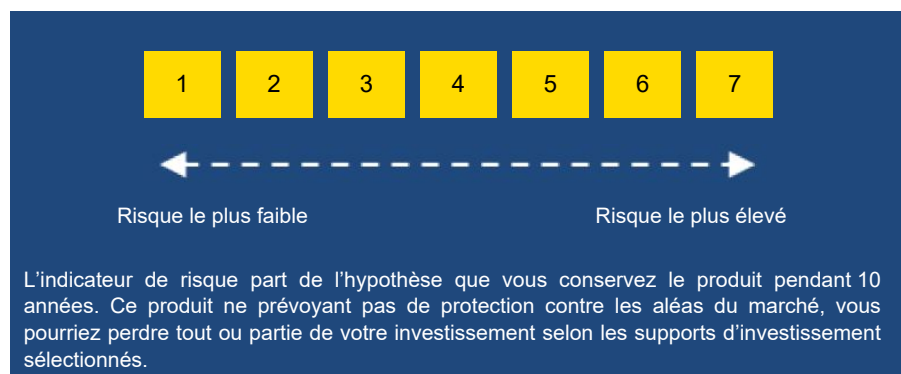 1 2 3 4 5 6 7
Risque le plus faible Risque le plus élevé
L’indicateur de risque part de l’hypothèse que vous conservez le produit pendant 10
années. Ce produit ne prévoyant pas de protection contre les aléas du marché, vous
pourriez perdre tout ou partie de votre investissement selon les supports d’investissement
sélectionnés.